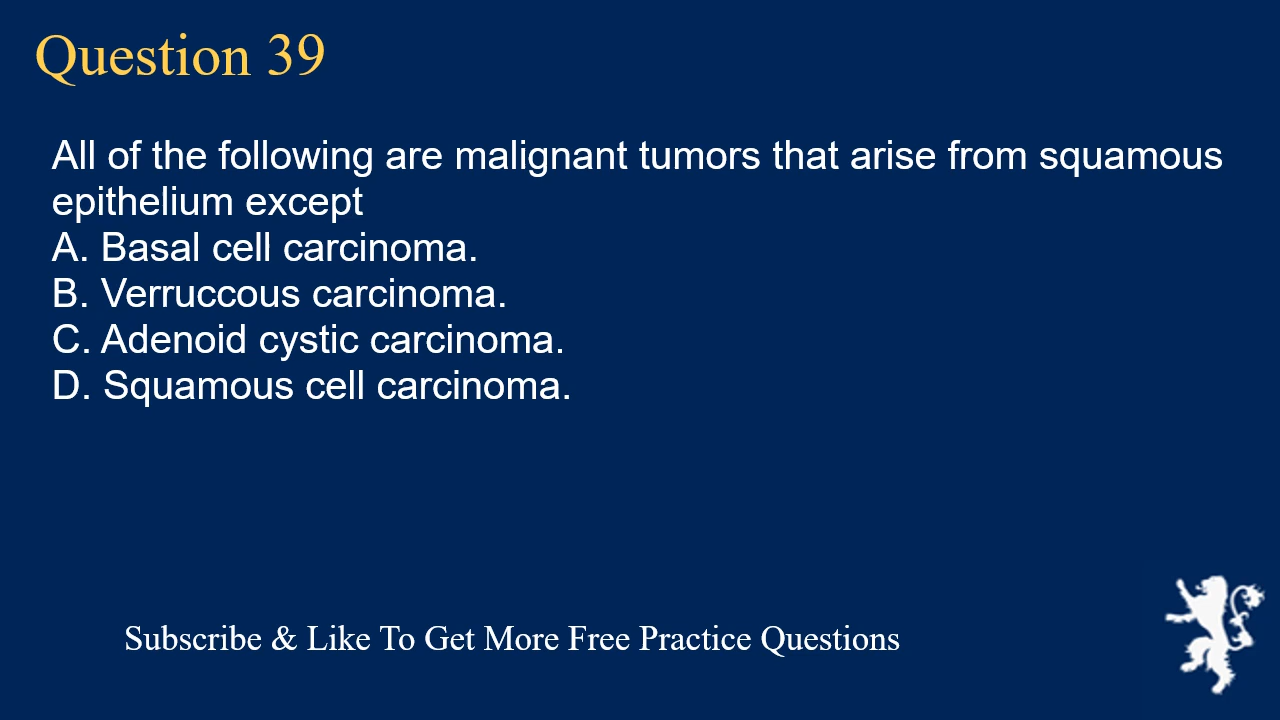 Question 39
All of the following are malignant tumors that arise from squamous
epithelium except
A. Basal cell carcinoma.
B. Verruccous carcinoma.
C. Adenoid cystic carcinoma.
D. Squamous cell carcinoma.
Subscribe & Like To Get More Free Practice Questions